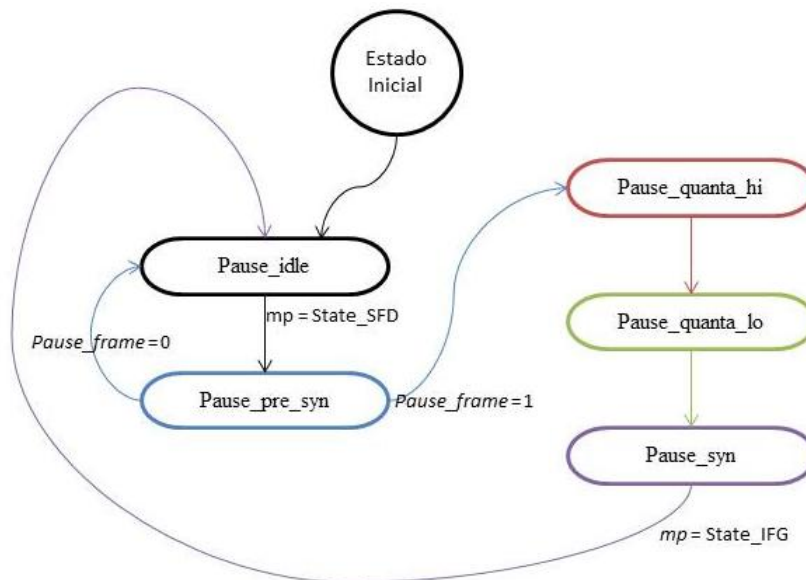 Estado
Inicial
Pause_quanta_hi
Pause_idle
mp = State_SFD
Pause_quanta_lo
Pause_frame=0
Pause_pre_syn
Pause_frame=1
Pause_syn
mp = State_IFG